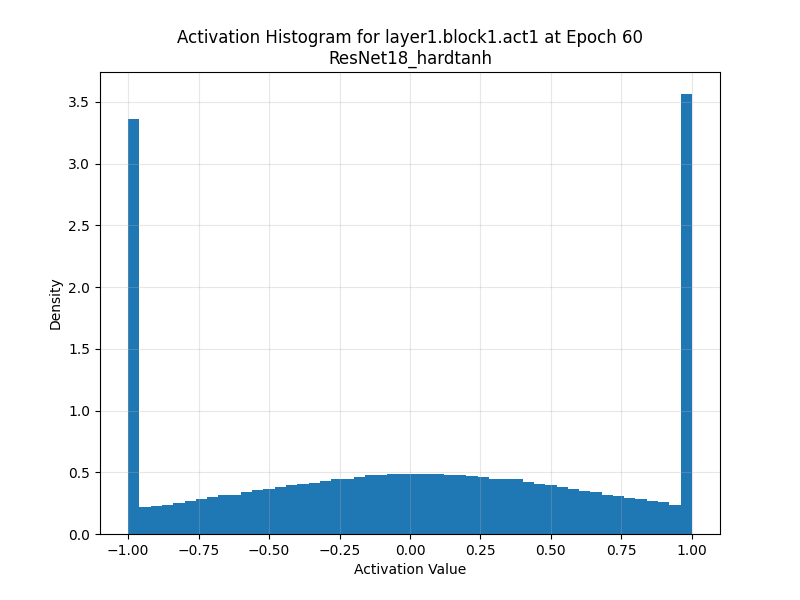 Activation Histogram for layer1.block1.act1 at Epoch 60
ResNet18_hardtanh
3.5
3.0
2.5
2.0
1.5
1.0
0.5
0.0
Density
−1.00 −0.75 −0.50 −0.25 0.00 0.25 0.50 0.75 1.00
Activation Value